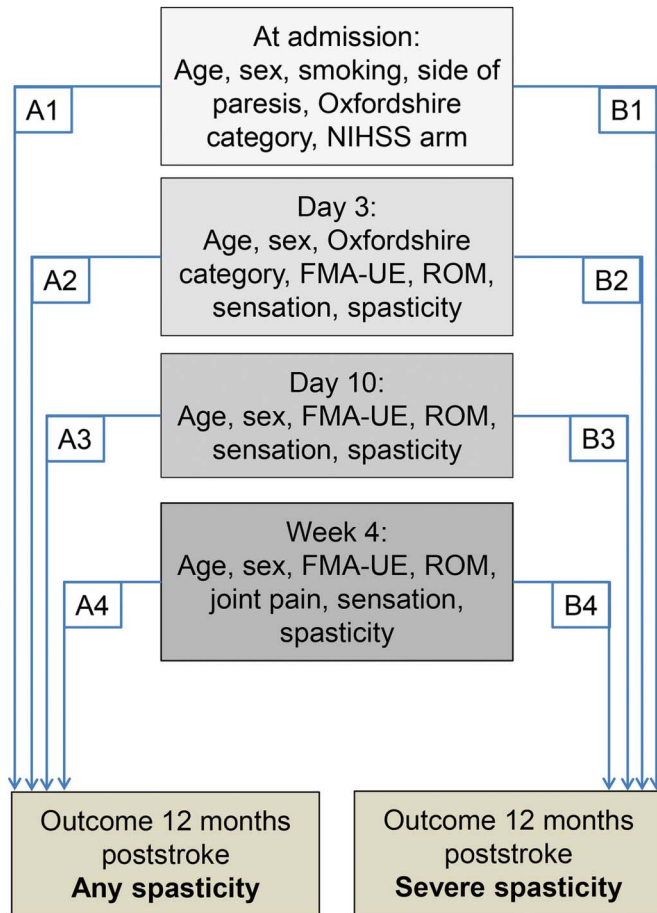 At admission:
Age, sex, smoking, side of
paresis, Oxfordshire
category, NIHSS arm
A1
B1
Day 3:
Age, sex, Oxfordshire
category, FMA-UE, ROM,
sensation, spasticity
A2
B2
Day 10:
Age, sex, FMA-UE, ROM,
sensation, spasticity
A3
B3
Week 4:
Age, sex, FMA-UE, ROM,
joint pain, sensation,
spasticity
A4
B4
Outcome 12 months
poststroke
Any spasticity
Outcome 12 months
poststroke
Severe spasticity